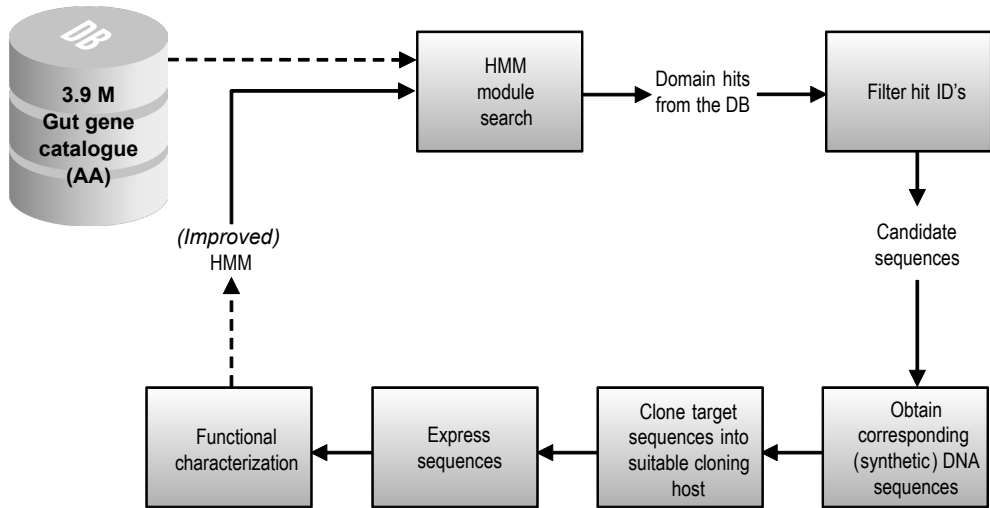 DB
3.9 M
Gut gene
catalogue
(AA)
HMM
module
search
Domain hits
from the DB
Filter hit ID's
(Improved)
HMM
Candidate
sequences
Functional
characterization
Express
sequences
Clone target
sequences into
suitable cloning
host
Obtain
corresponding
(synthetic) DNA
sequences